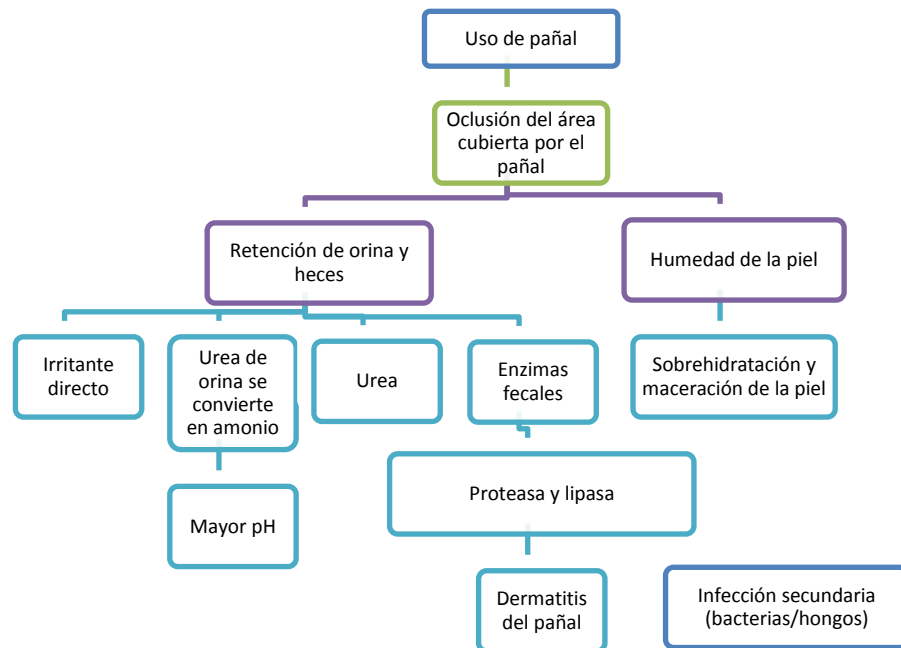 Uso de pañal
Oclusión del área
cubierta por el
pañal
Retención de orina y
heces
Humedad de la piel
Irritante
directo
Urea de
orina se
convierte
en amonio
Urea
Enzimas
fecales
Sobrehidratación y
maceración de la piel
Mayor pH
Proteasa y lipasa
Dermatitis
del pañal
Infección secundaria
(bacterias/hongos)